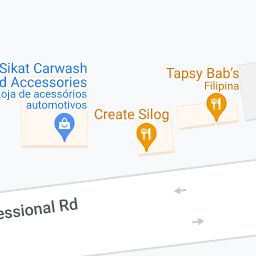 Sikat Carwash
d Accessories
Loja de acessórios
automotivos
Tapsy Bab's
Filipina
Create Silog
essional Rd